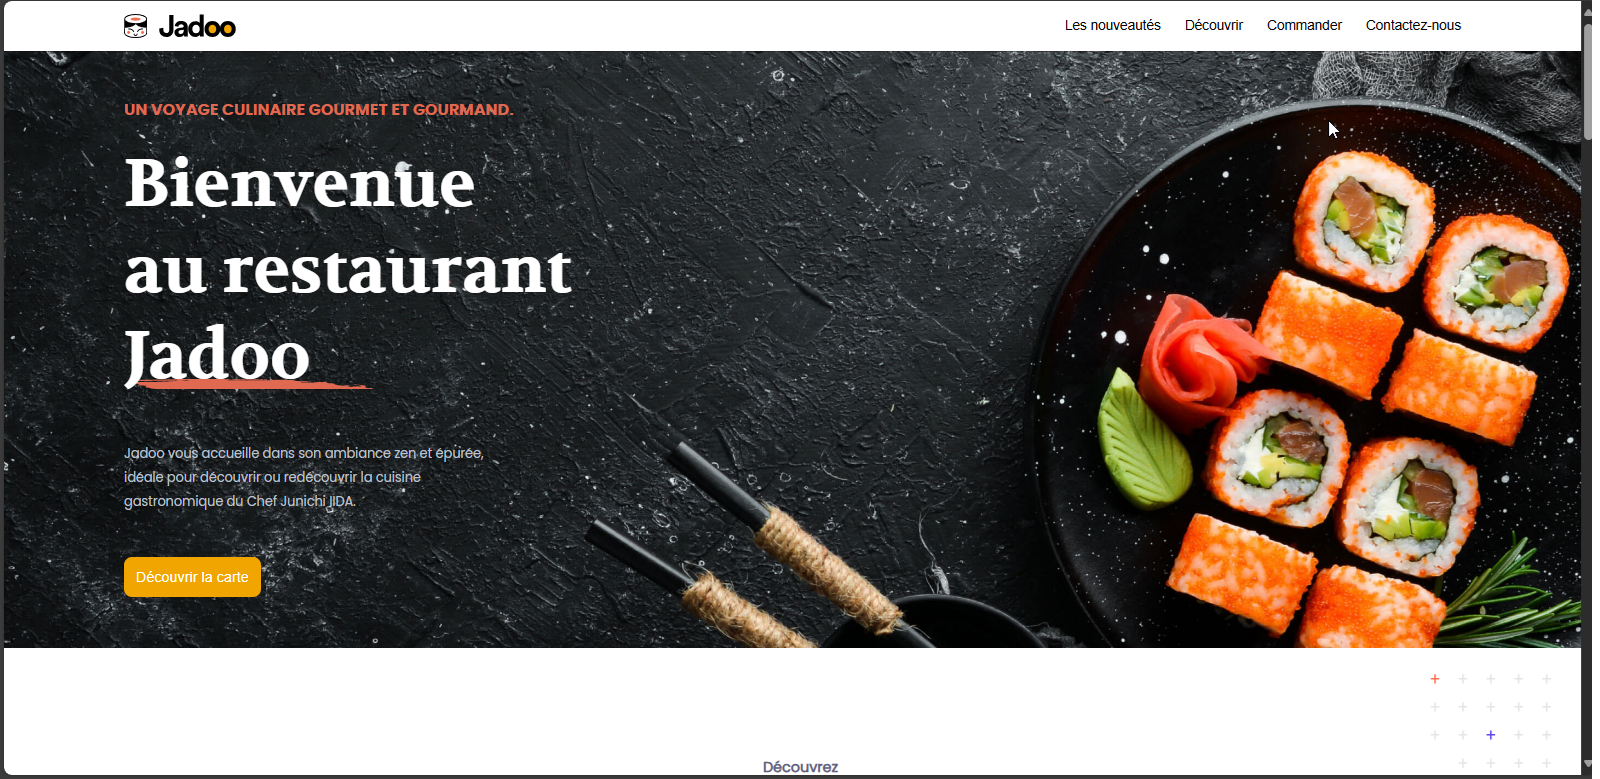 Jadoo
Les nouveautés
Découvrir
Commander
Contactez-nous
UN VOYAGE CULINAIRE GOURMET ET GOURMAND.
Bienvenue
au restaurant
Jadoo
Jadoo vous accueille dans son ambiance zen et épurée,
idéale pour découvrir ou redécouvrir la cuisine
gastronomique du Chef Junichi JIDA.
Découvrir la carte
Découvrez